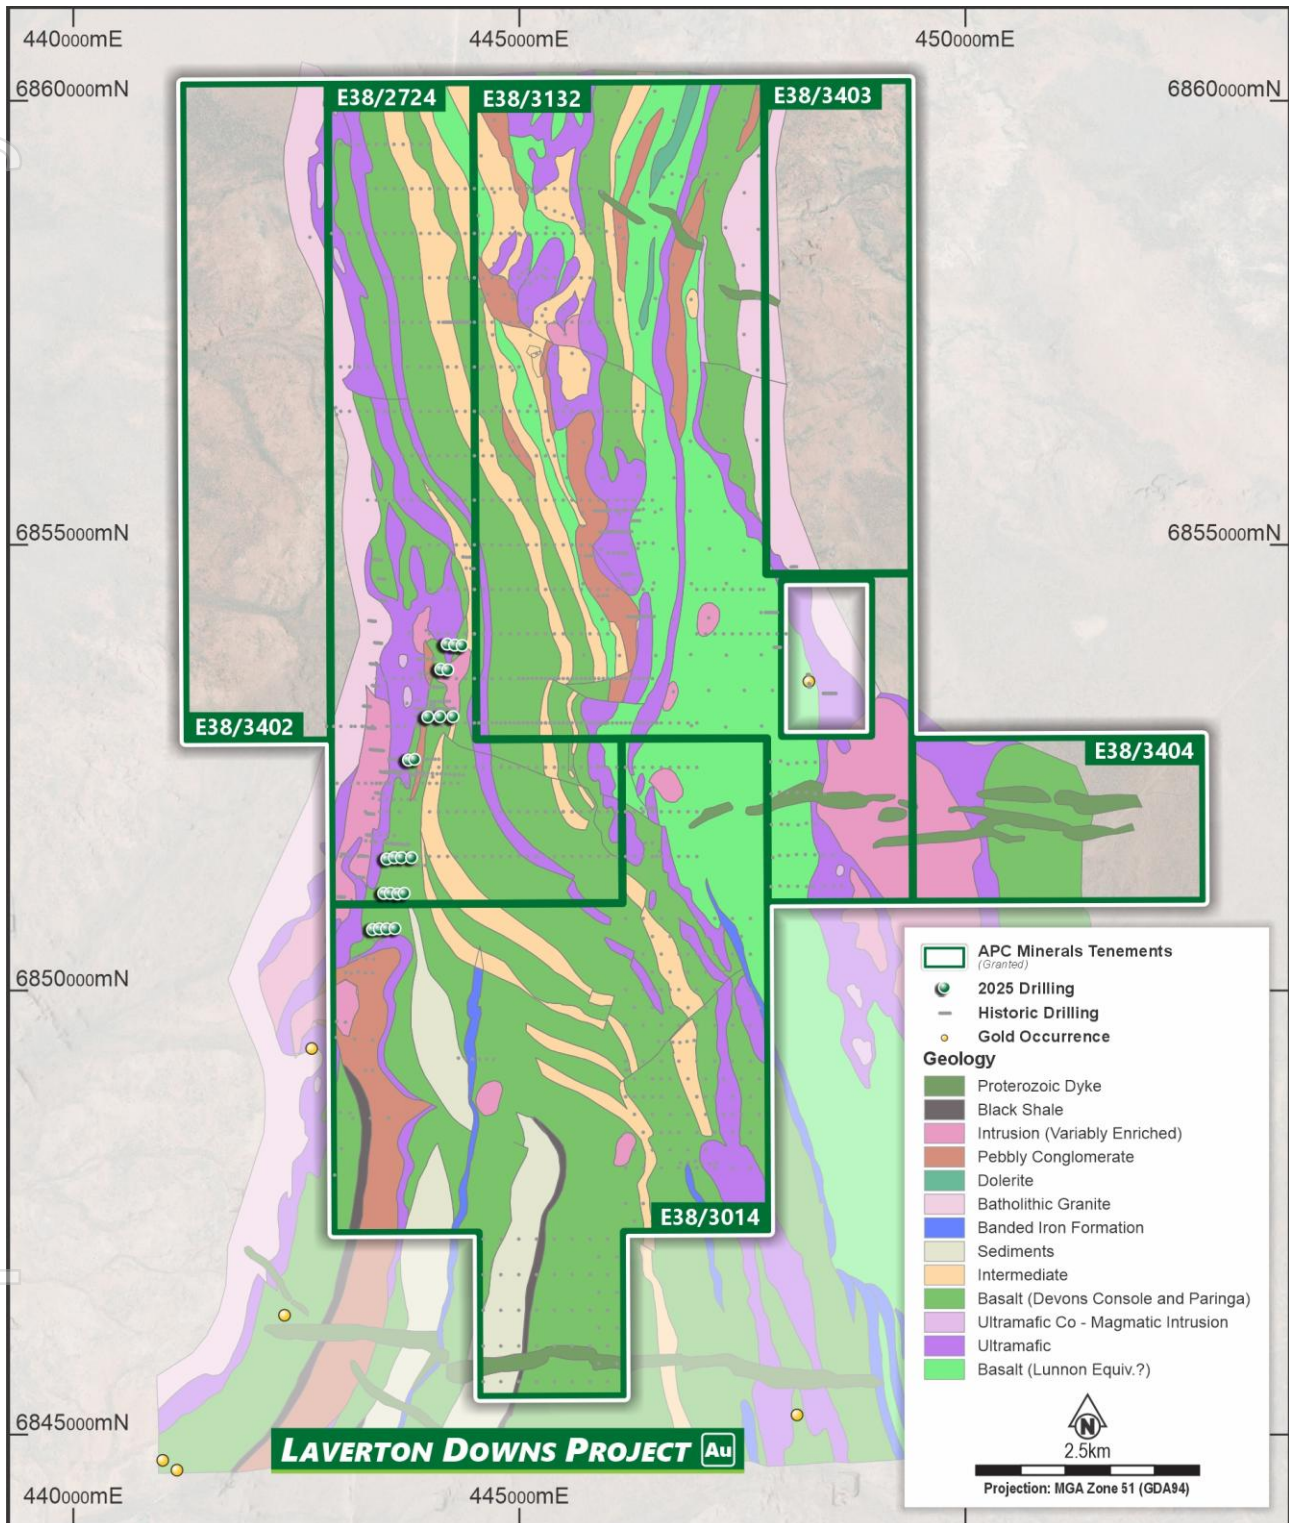 440000mE
445000mE
450000mE
6860000mN
6860000mN
E38/2724
E38/3132
E38/3403
6855000mN
6855000mN
E38/3402
E38/3404
APC Minerals Tenements
(Granted)
2025 Drilling
Historic Drilling
Gold Occurrence
Geology
Proterozoic Dyke
Black Shale
Intrusion (Variably Enriched)
Pebbly Conglomerate
Dolerite
Batholithic Granite
Banded Iron Formation
Sediments
Intermediate
Basalt (Devons Console and Paringa)
Ultramafic Co - Magmatic Intrusion
Ultramafic
Basalt (Lunnon Equiv.?)
N
2.5km
Projection: MGA Zone 51 (GDA94)
6850000mN
E38/3014
6845000mN
LAVERTON DOWNS PROJECT Au
440000mE
445000mE